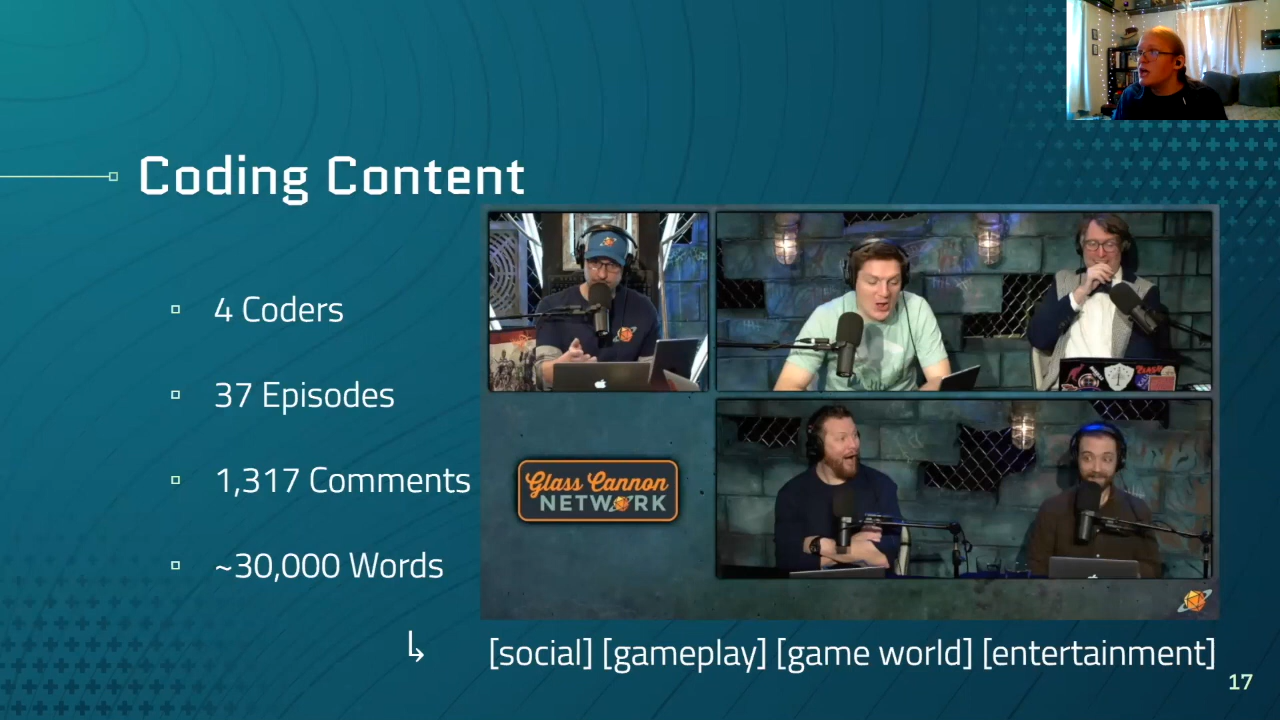 Coding Content
4 Coders
37 Episodes
1,317 Comments
~30,000 Words
Glass Cannon
NETWORK
↳ [social] [gameplay] [game world] [entertainment]
17